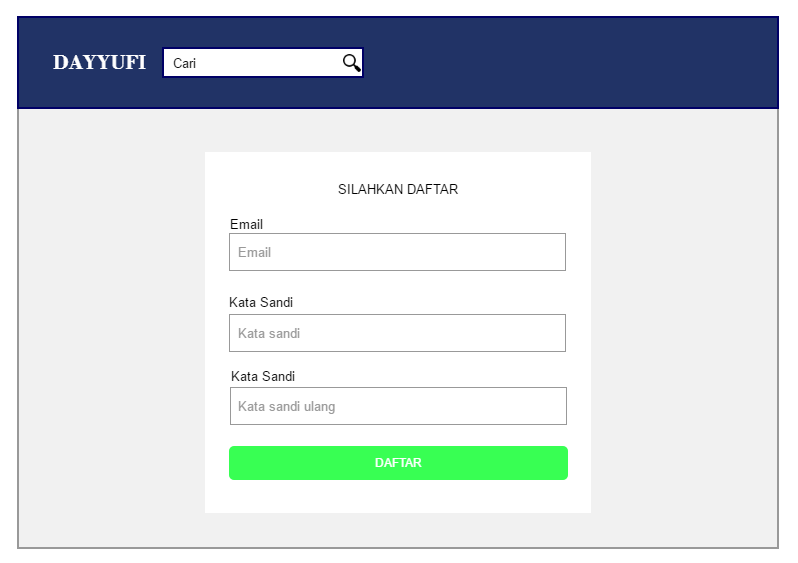 DAYYUFI
Cari
SILAHKAN DAFTAR
Email
Email
Kata Sandi
Kata sandi
Kata Sandi
Kata sandi ulang
DAFTAR